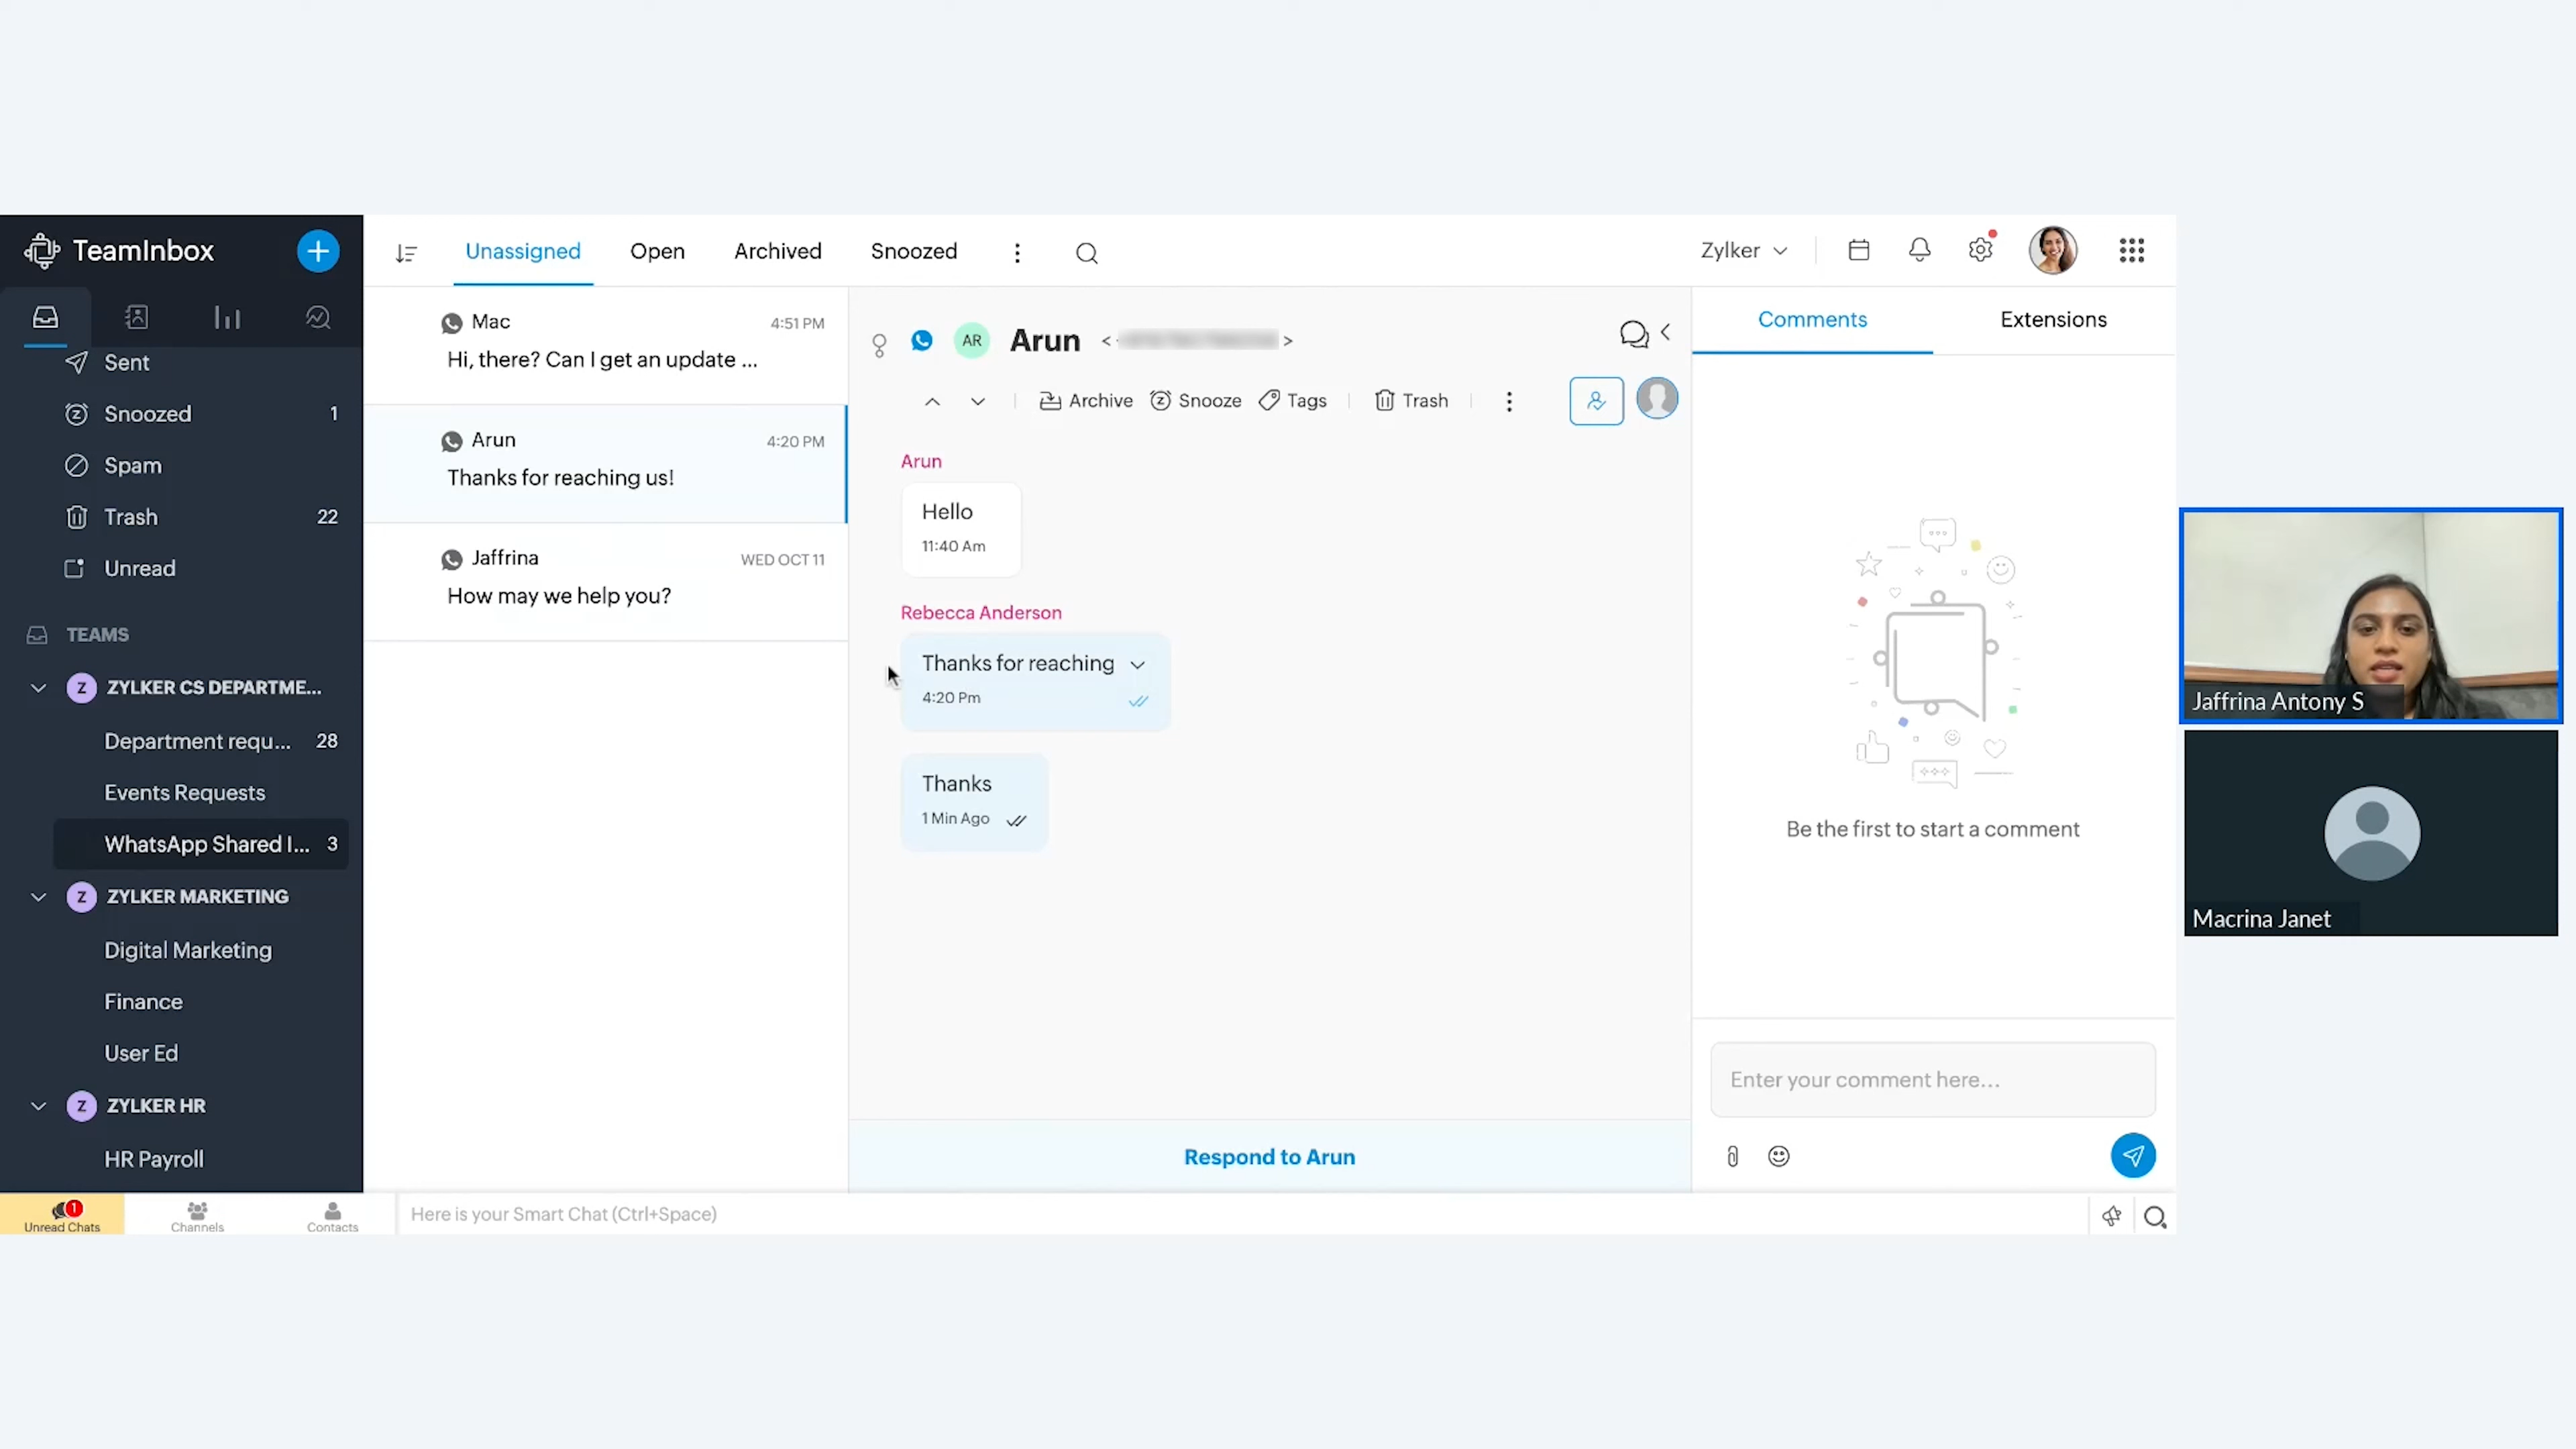 TeamInbox
Sent
Snoozed 1
Spam
Trash 22
Unread
TEAMS
Z ZYLKER CS DEPARTME...
Department requ... 28
Events Requests
WhatsApp Shared I... 3
Z ZYLKER MARKETING
Digital Marketing
Finance
User Ed
Z ZYLKER HR
HR Payroll
Unassigned Open Archived Snoozed
Zylker
Mac 4:51 PM
Hi, there? Can I get an update ...
Arun 4:20 PM
Thanks for reaching us!
Jaffrina WED OCT 11
How may we help you?
AR Arun < >
Archive Snooze Tags Trash
Arun
Hello
11:40 Am
Rebecca Anderson
Thanks for reaching
4:20 Pm
Thanks
1 Min Ago
Respond to Arun
Comments Extensions
Be the first to start a comment
Enter your comment here...
1
Unread Chats Channels Contacts
Here is your Smart Chat (Ctrl+Space)
Jaffrina Antony S
Macrina Janet